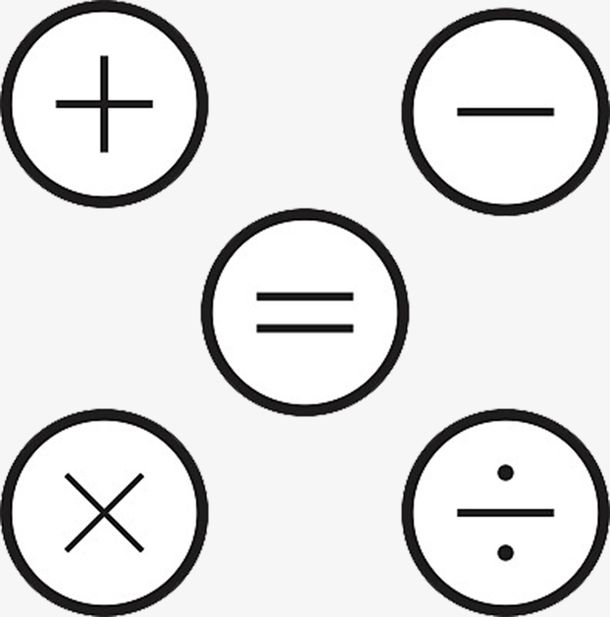 + −
=
× ÷